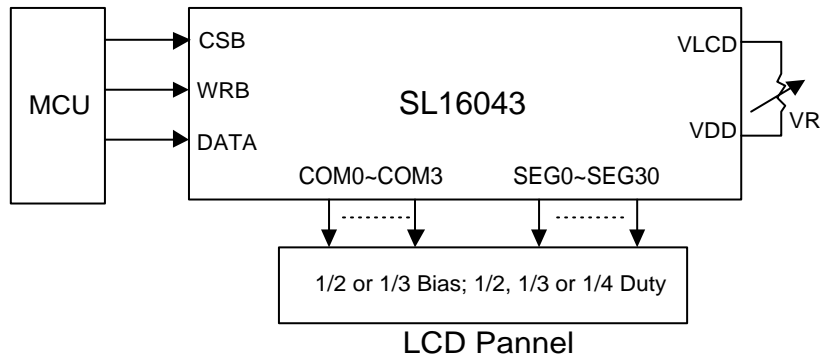 MCU
CSB
WRB
DATA
SL16043
VLCD
VDD
VR
COM0~COM3
SEG0~SEG30
1/2 or 1/3 Bias; 1/2, 1/3 or 1/4 Duty
LCD Pannel